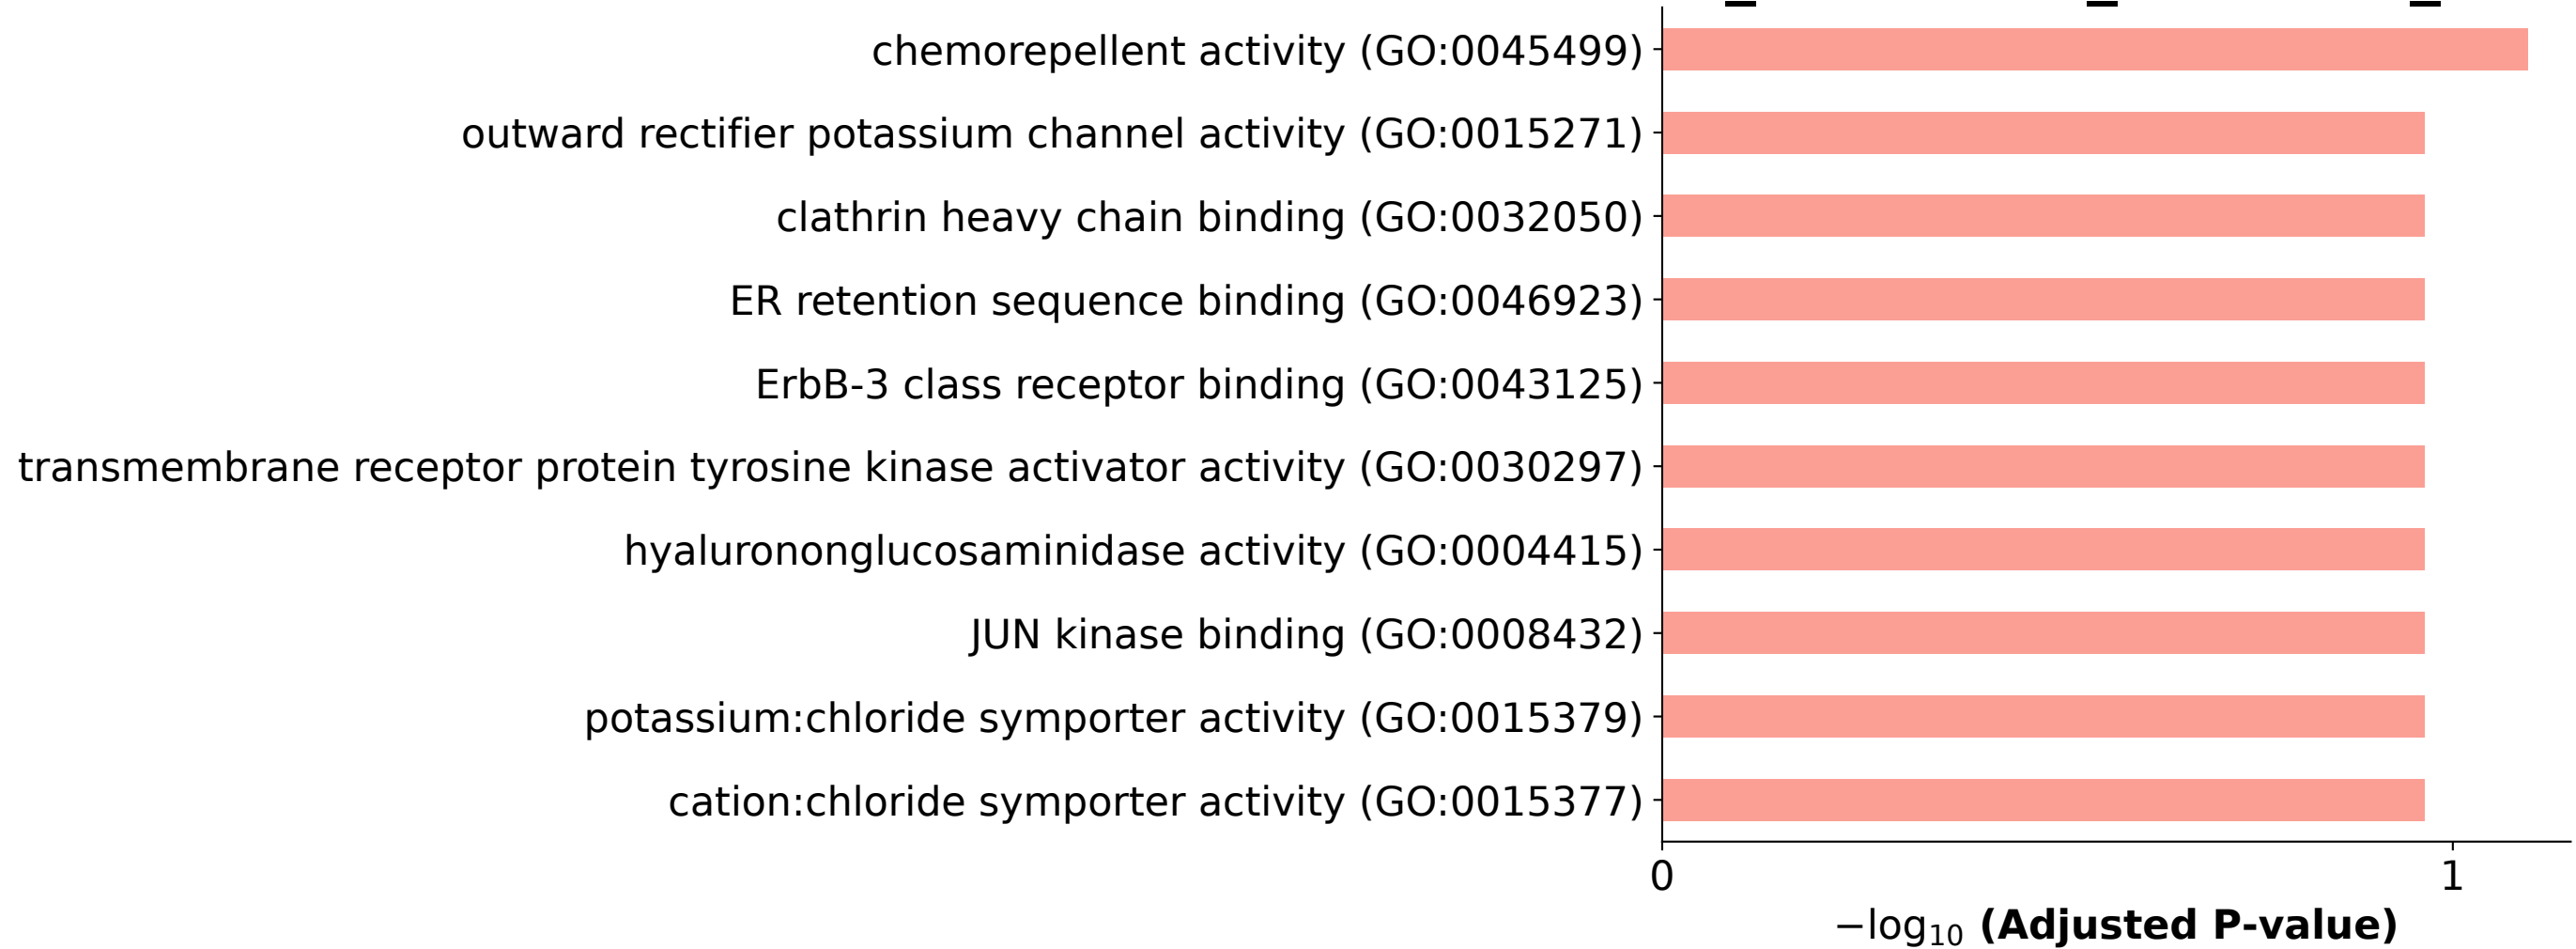 chemorepellent activity (GO:0045499)
outward rectifier potassium channel activity (GO:0015271)
clathrin heavy chain binding (GO:0032050)
ER retention sequence binding (GO:0046923)
ErbB-3 class receptor binding (GO:0043125)
transmembrane receptor protein tyrosine kinase activator activity (GO:0030297)
hyalurononglucosaminidase activity (GO:0004415)
JUN kinase binding (GO:0008432)
potassium:chloride symporter activity (GO:0015379)
cation:chloride symporter activity (GO:0015377)
0 1
−log₁₀ (Adjusted P-value)